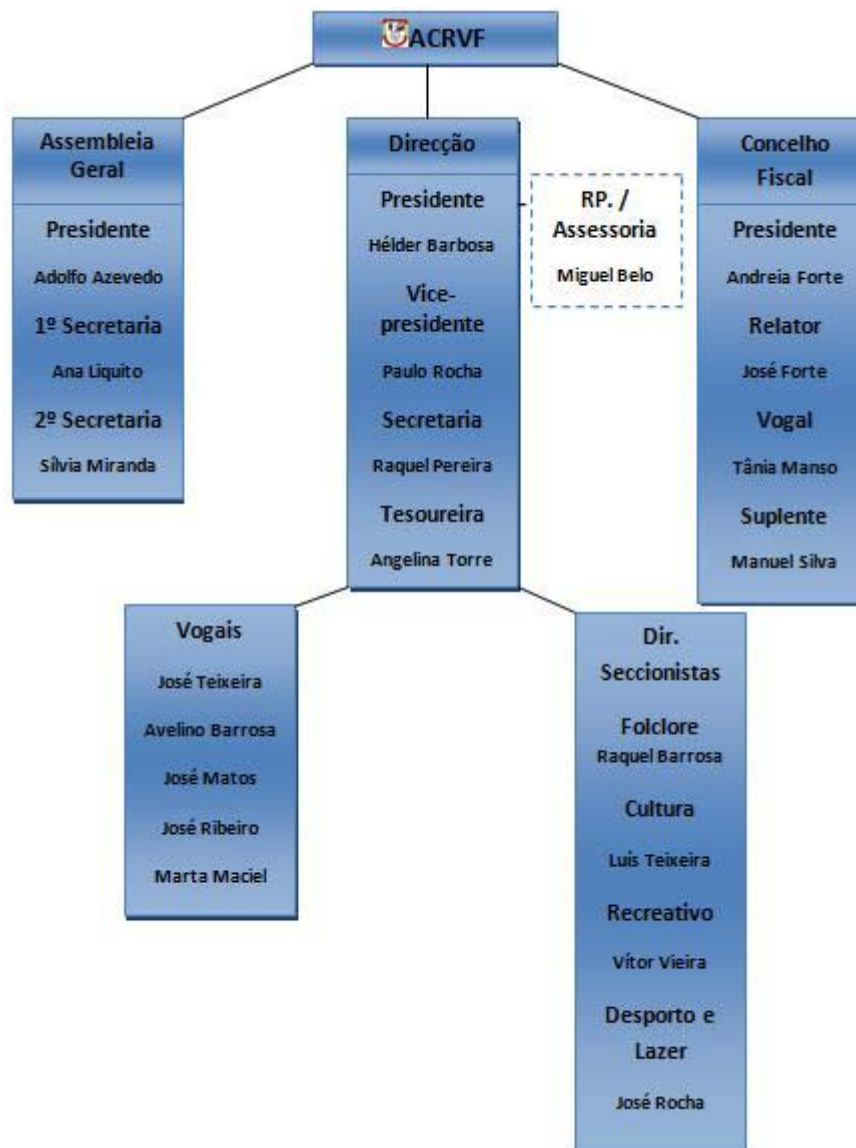 ACRVF
Assembleia
Geral
Presidente
Adolfo Azevedo
1º Secretaria
Ana Liquito
2º Secretaria
Sílvia Miranda
Direcção
Presidente
Hélder Barbosa
Vice-
presidente
Paulo Rocha
Secretaria
Raquel Pereira
Tesoureira
Angelina Torre
RP. /
Assessoria
Miguel Belo
Concelho
Fiscal
Presidente
Andreia Forte
Relator
José Forte
Vogal
Tânia Manso
Suplente
Manuel Silva
Vogais
José Teixeira
Avelino Barrosa
José Matos
José Ribeiro
Marta Maciel
Dir.
Seccionistas
Folclore
Raquel Barrosa
Cultura
Luís Teixeira
Recreativo
Vítor Vieira
Desporto e
Lazer
José Rocha